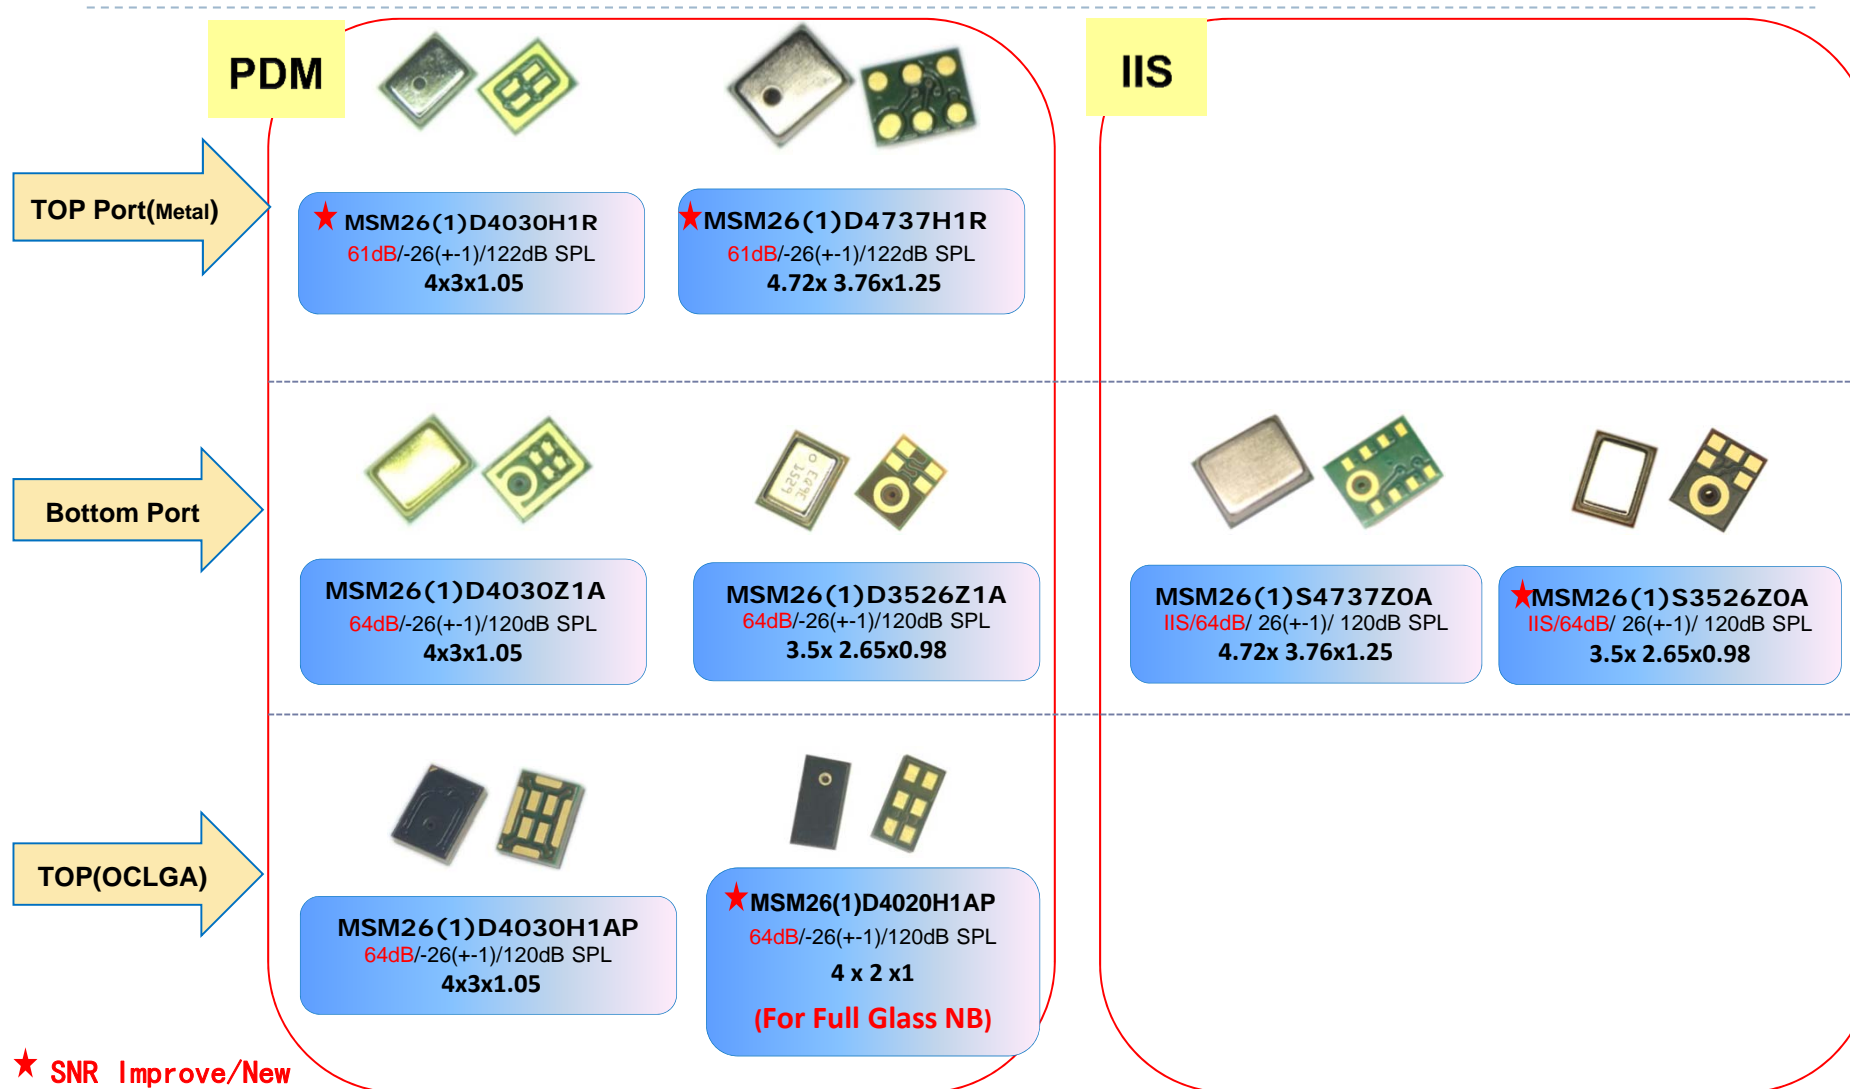 PDM
IIS
TOP Port(Metal)
MSM26(1)D4030H1R
61dB/-26(+-1)/122dB SPL
4x3x1.05
MSM26(1)D4737H1R
61dB/-26(+-1)/122dB SPL
4.72x 3.76x1.25
Bottom Port
EQ9E
1529
MSM26(1)D4030Z1A
64dB/-26(+-1)/120dB SPL
4x3x1.05
MSM26(1)D3526Z1A
64dB/-26(+-1)/120dB SPL
3.5x 2.65x0.98
MSM26(1)S4737Z0A
IIS/64dB/ 26(+-1)/ 120dB SPL
4.72x 3.76x1.25
MSM26(1)S3526Z0A
IIS/64dB/ 26(+-1)/ 120dB SPL
3.5x 2.65x0.98
TOP(OCLGA)
MSM26(1)D4030H1AP
64dB/-26(+-1)/120dB SPL
4x3x1.05
MSM26(1)D4020H1AP
64dB/-26(+-1)/120dB SPL
4 x 2 x1
(For Full Glass NB)
★ SNR Improve/New